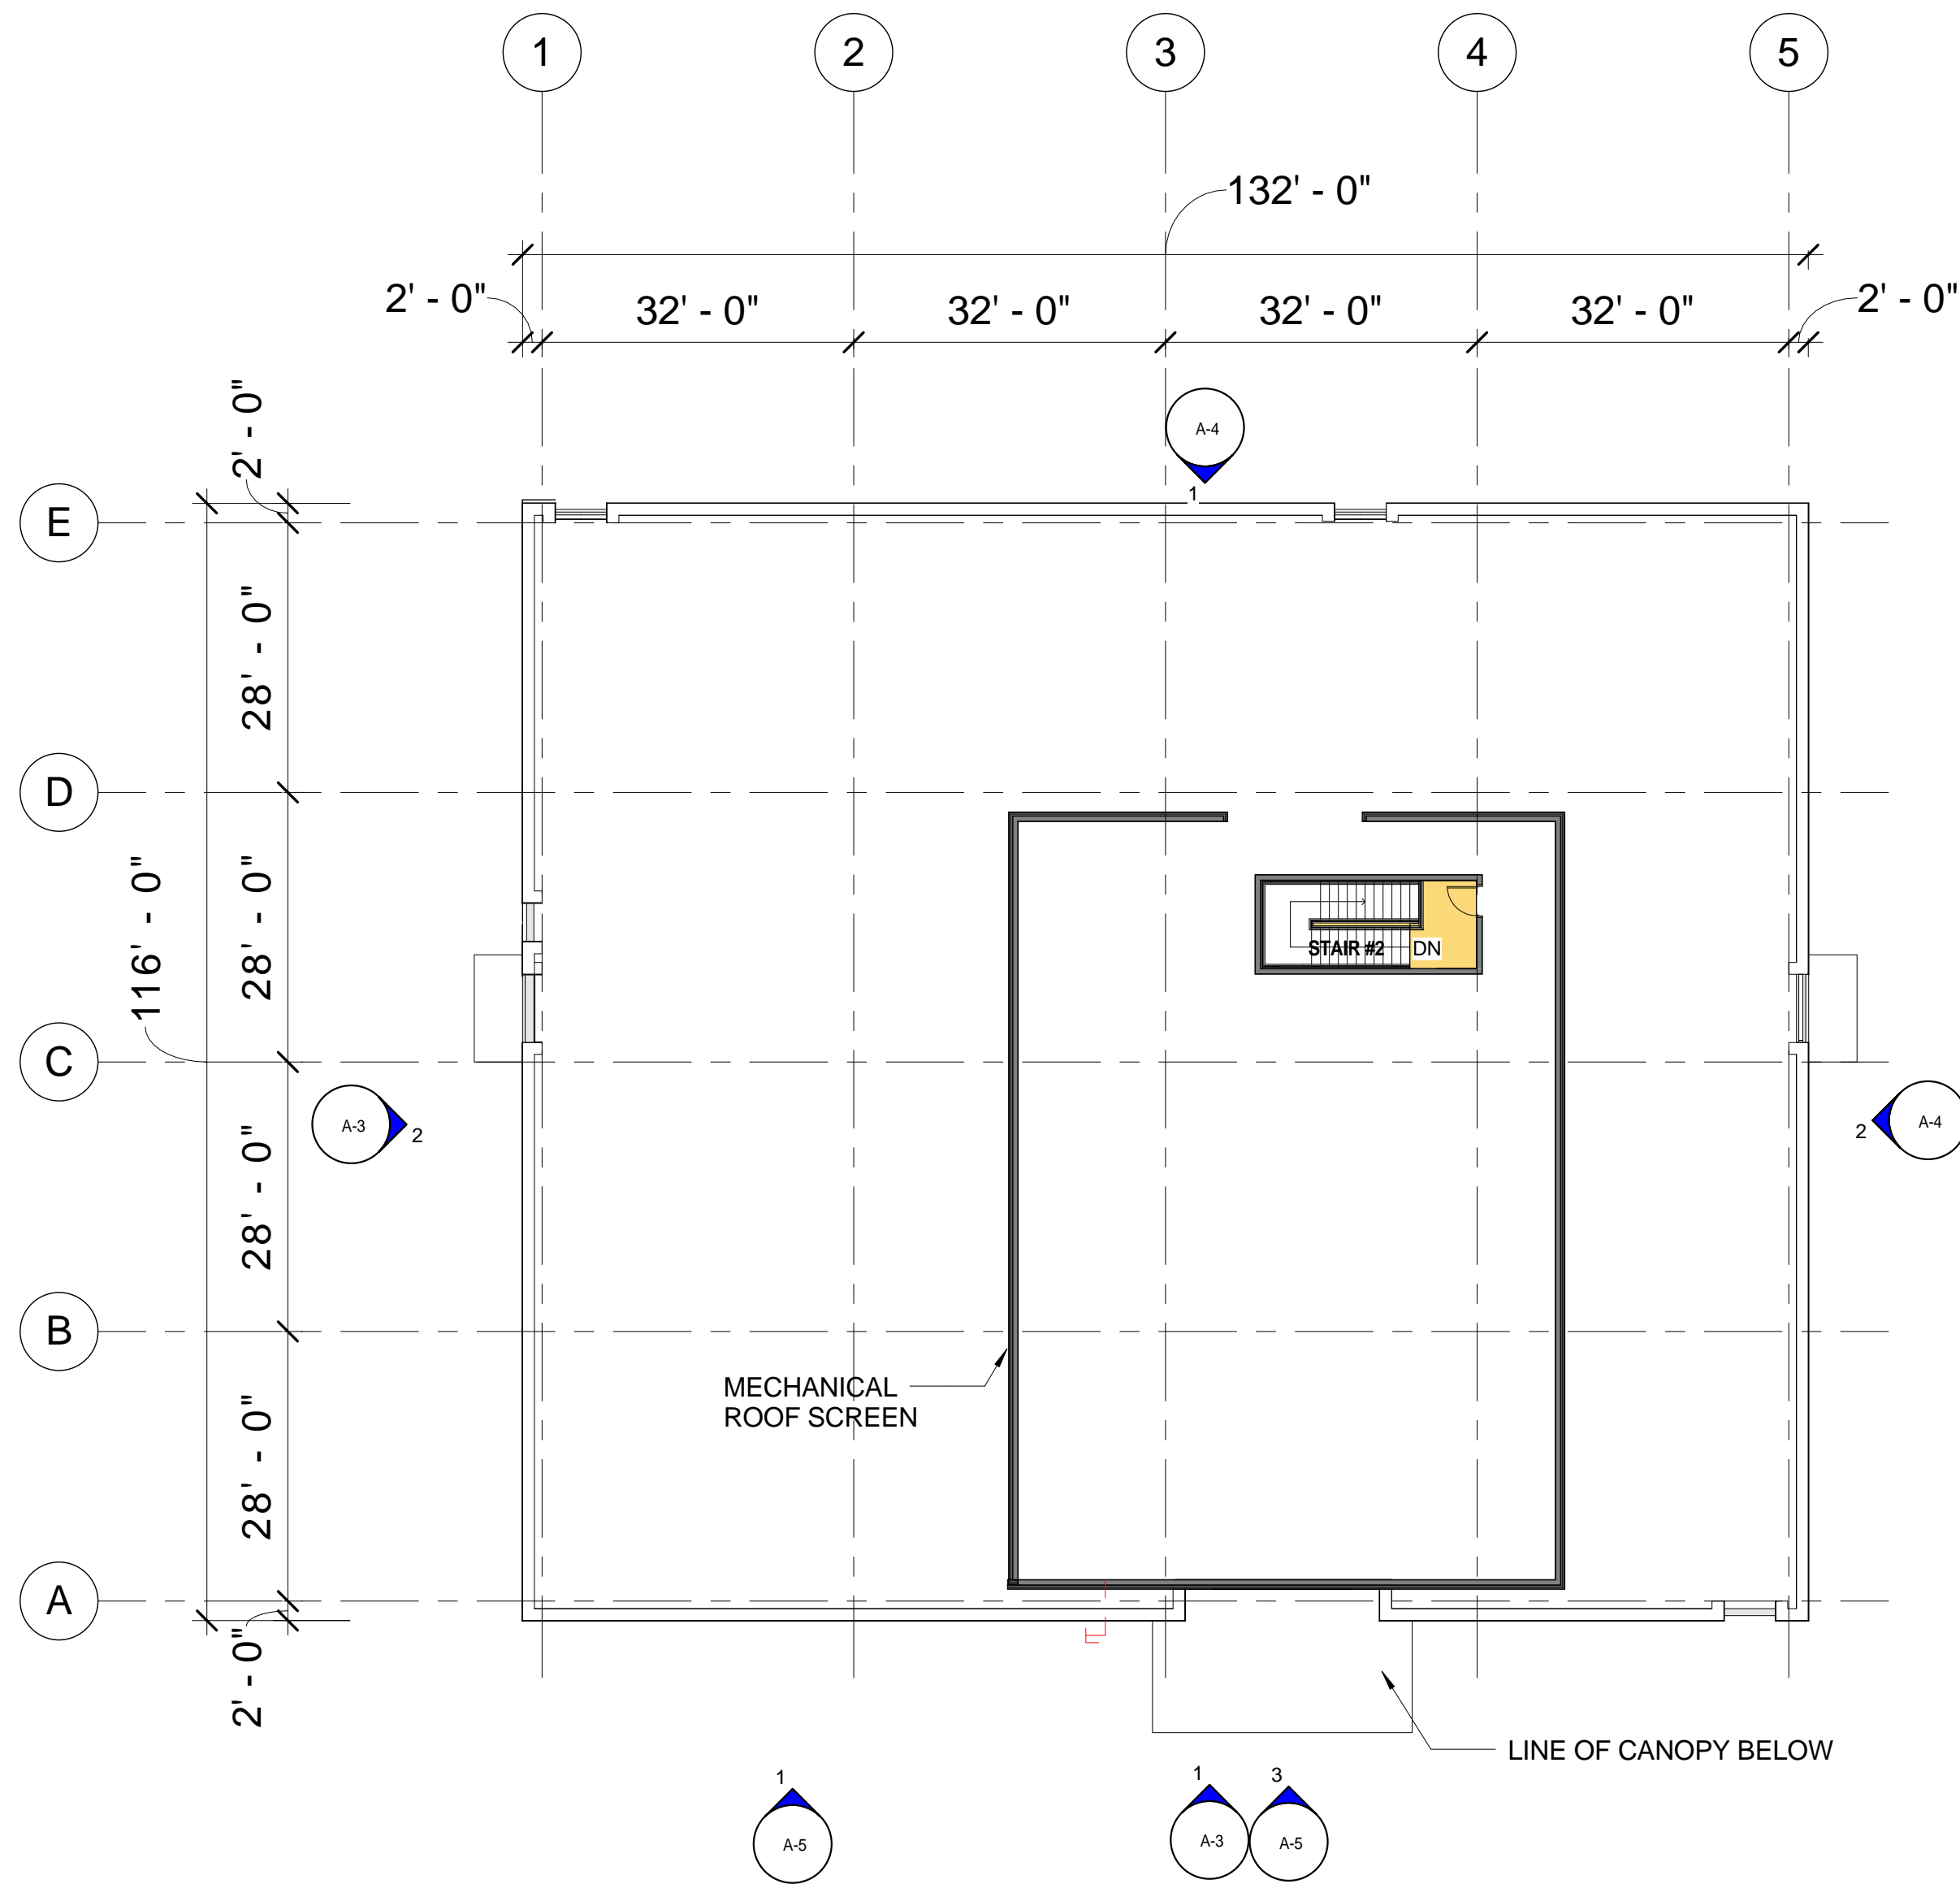 1 2 3 4 5
132' - 0"
2' - 0" 32' - 0" 32' - 0" 32' - 0" 32' - 0" 2' - 0"
2' - 0"
A-4
1
E
28' - 0"
D
28' - 0"
116' - 0"
STAIR #2 DN
C
A-3 2
2 A-4
28' - 0"
B
MECHANICAL
ROOF SCREEN
28' - 0"
A
2' - 0"
LINE OF CANOPY BELOW
1 1 3
A-5 A-3 A-5